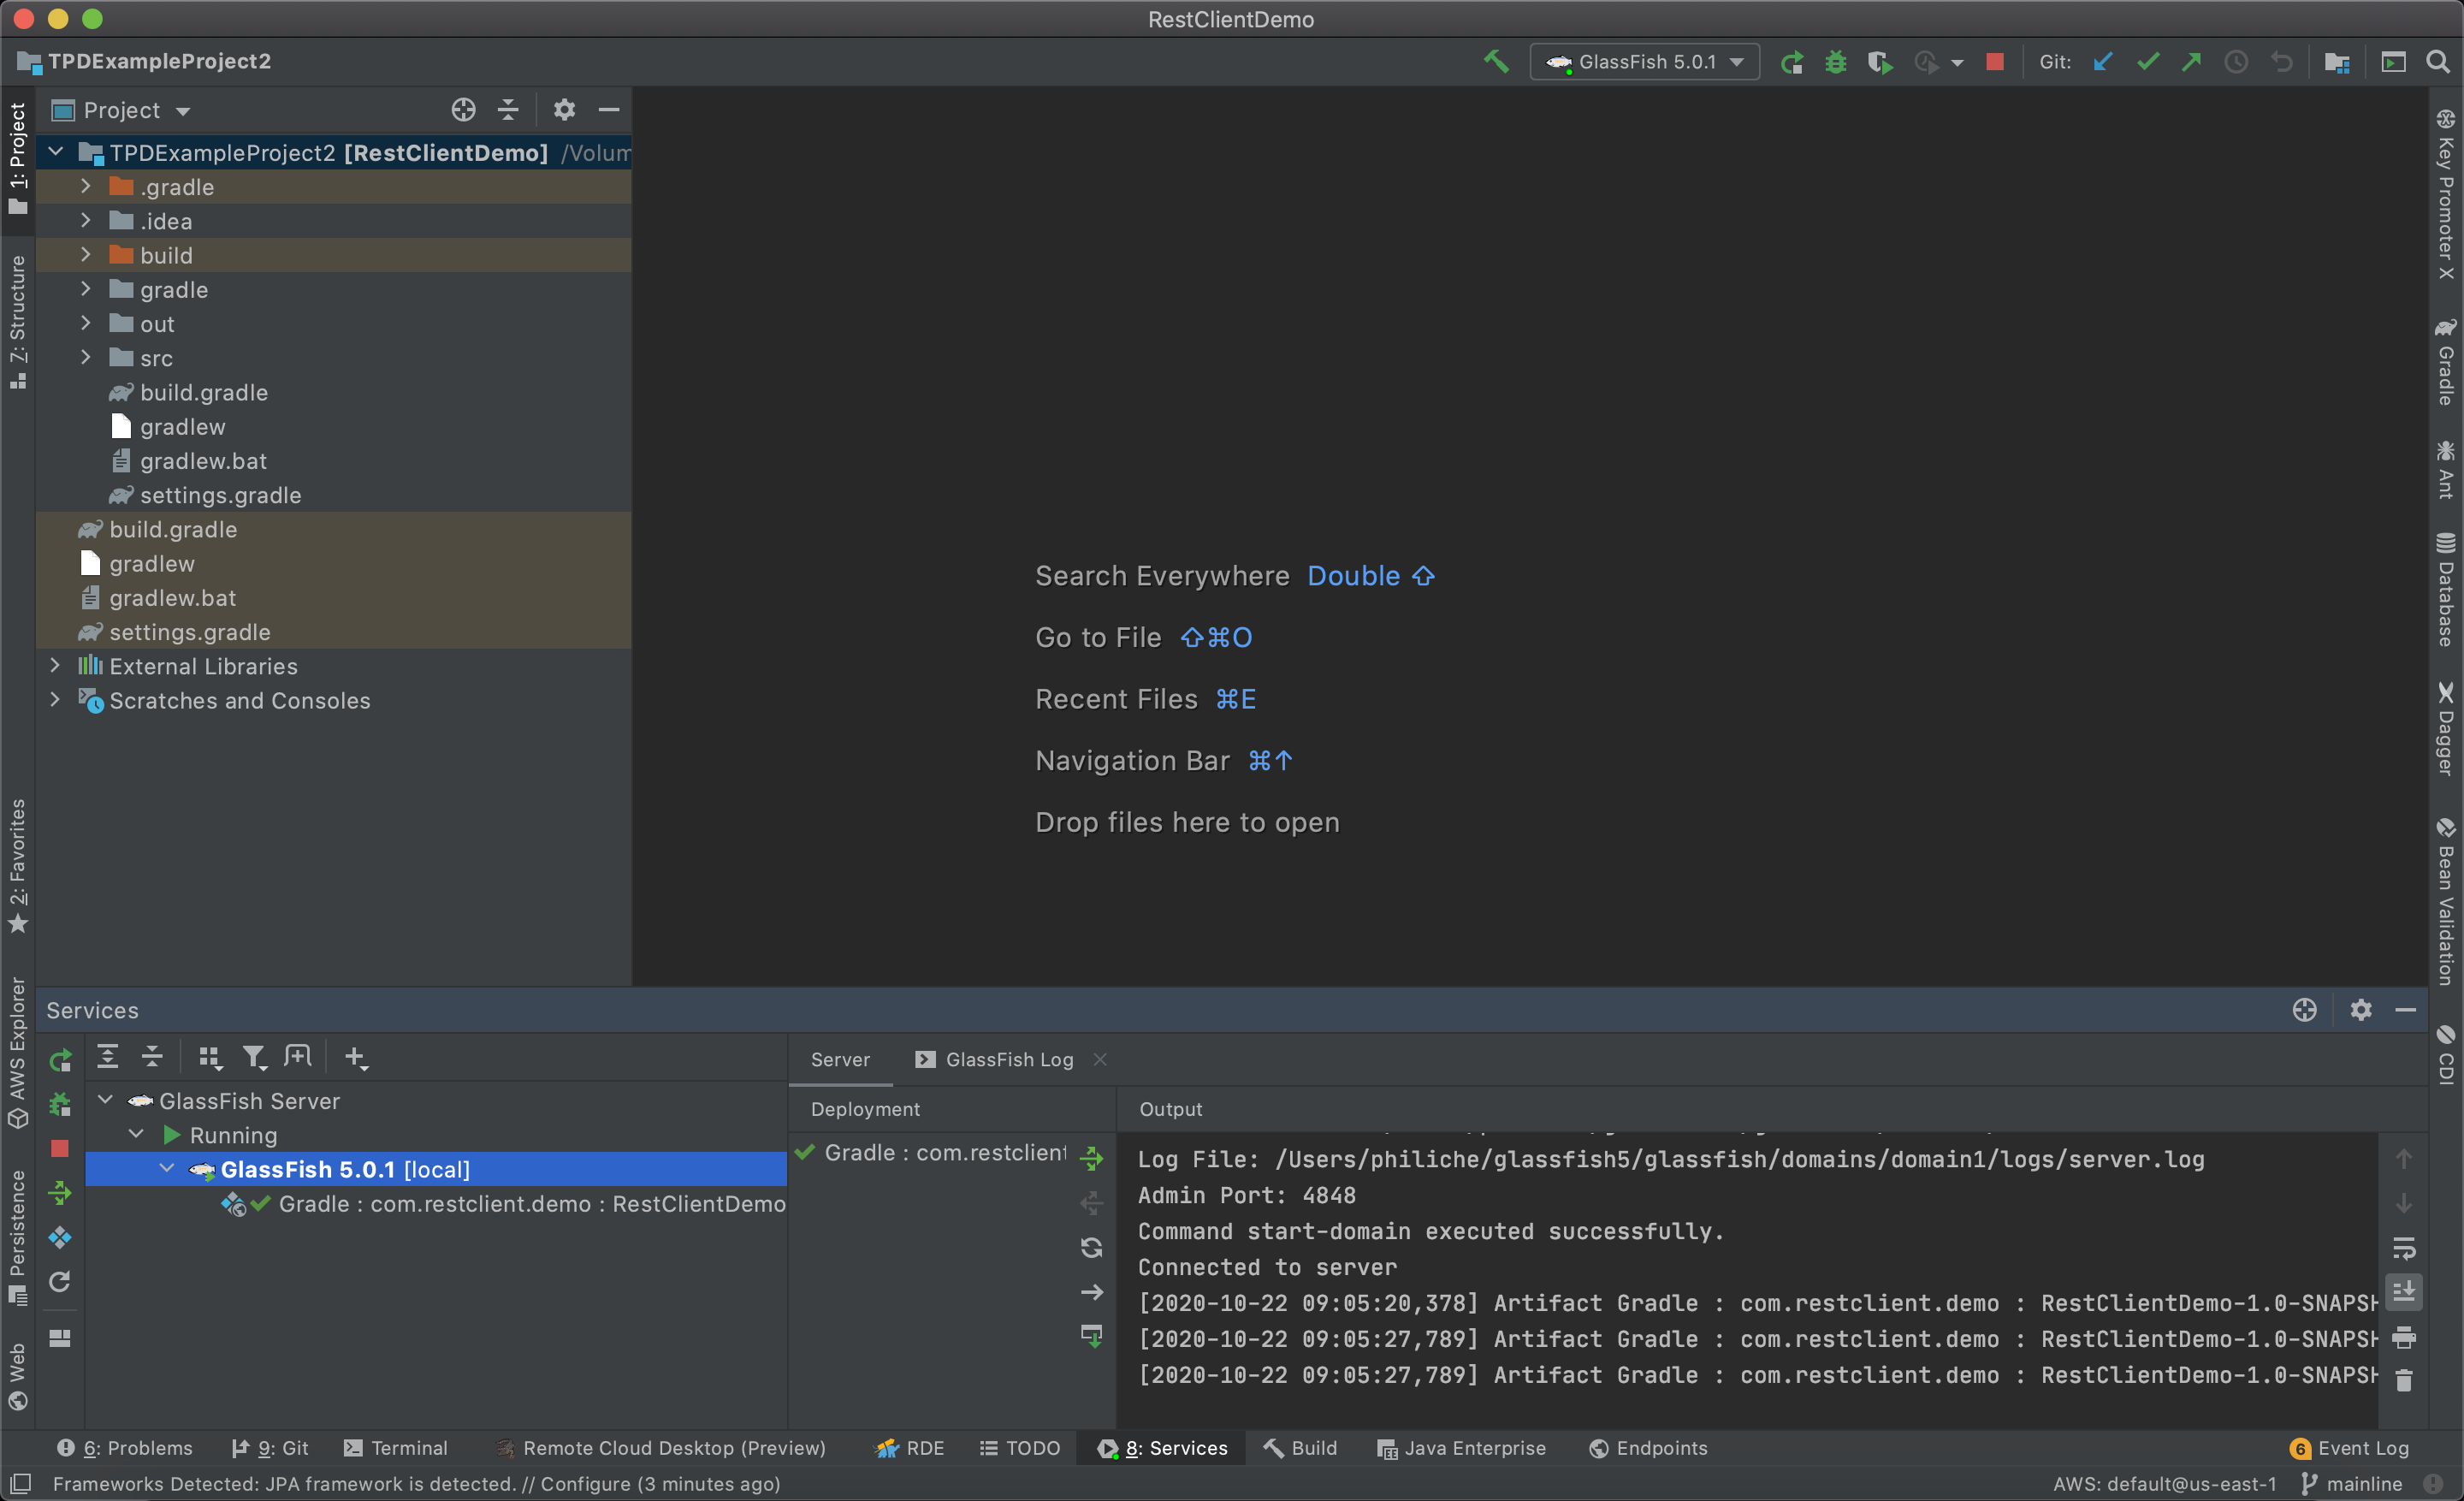 RestClientDemo
TPDExampleProject2
GlassFish 5.0.1
Git:
1: Project
7: Structure
2: Favorites
AWS Explorer
Persistence
Web
Project
TPDExampleProject2 [RestClientDemo] /Volum
.gradle
.idea
build
gradle
out
src
build.gradle
gradlew
gradlew.bat
settings.gradle
build.gradle
gradlew
gradlew.bat
settings.gradle
External Libraries
Scratches and Consoles
Search Everywhere Double ⇧
Go to File ⇧⌘O
Recent Files ⌘E
Navigation Bar ⌘↑
Drop files here to open
Key Promoter X
Gradle
Ant
Database
Dagger
Bean Validation
CDI
Services
GlassFish Server
Running
GlassFish 5.0.1 [local]
Gradle : com.restclient.demo : RestClientDemo
Server
GlassFish Log
Deployment
Output
Gradle : com.restclient
Log File: /Users/philiche/glassfish5/glassfish/domains/domain1/logs/server.log
Admin Port: 4848
Command start-domain executed successfully.
Connected to server
[2020-10-22 09:05:20,378] Artifact Gradle : com.restclient.demo : RestClientDemo-1.0-SNAPSH
[2020-10-22 09:05:27,789] Artifact Gradle : com.restclient.demo : RestClientDemo-1.0-SNAPSH
[2020-10-22 09:05:27,789] Artifact Gradle : com.restclient.demo : RestClientDemo-1.0-SNAPSH
6: Problems
9: Git
Terminal
Remote Cloud Desktop (Preview)
RDE
TODO
8: Services
Build
Java Enterprise
Endpoints
6 Event Log
Frameworks Detected: JPA framework is detected. // Configure (3 minutes ago)
AWS: default@us-east-1
mainline